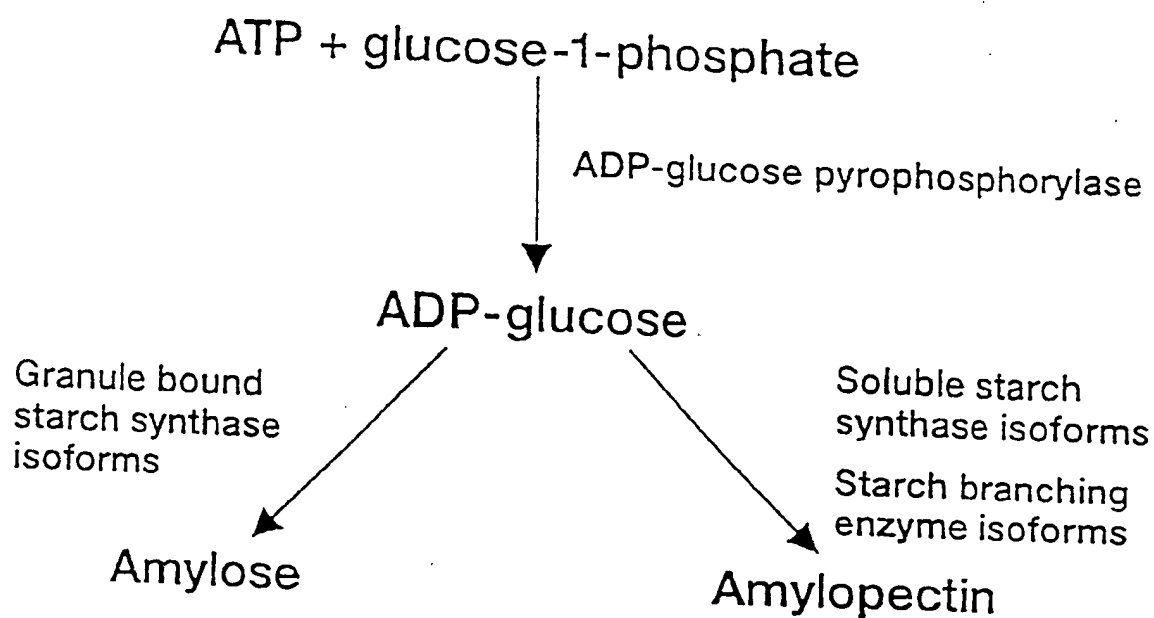 ATP + glucose-1-phosphate
ADP-glucose pyrophosphorylase
ADP-glucose
Granule bound
starch synthase
isoforms
Soluble starch
synthase isoforms
Starch branching
enzyme isoforms
Amylose
Amylopectin